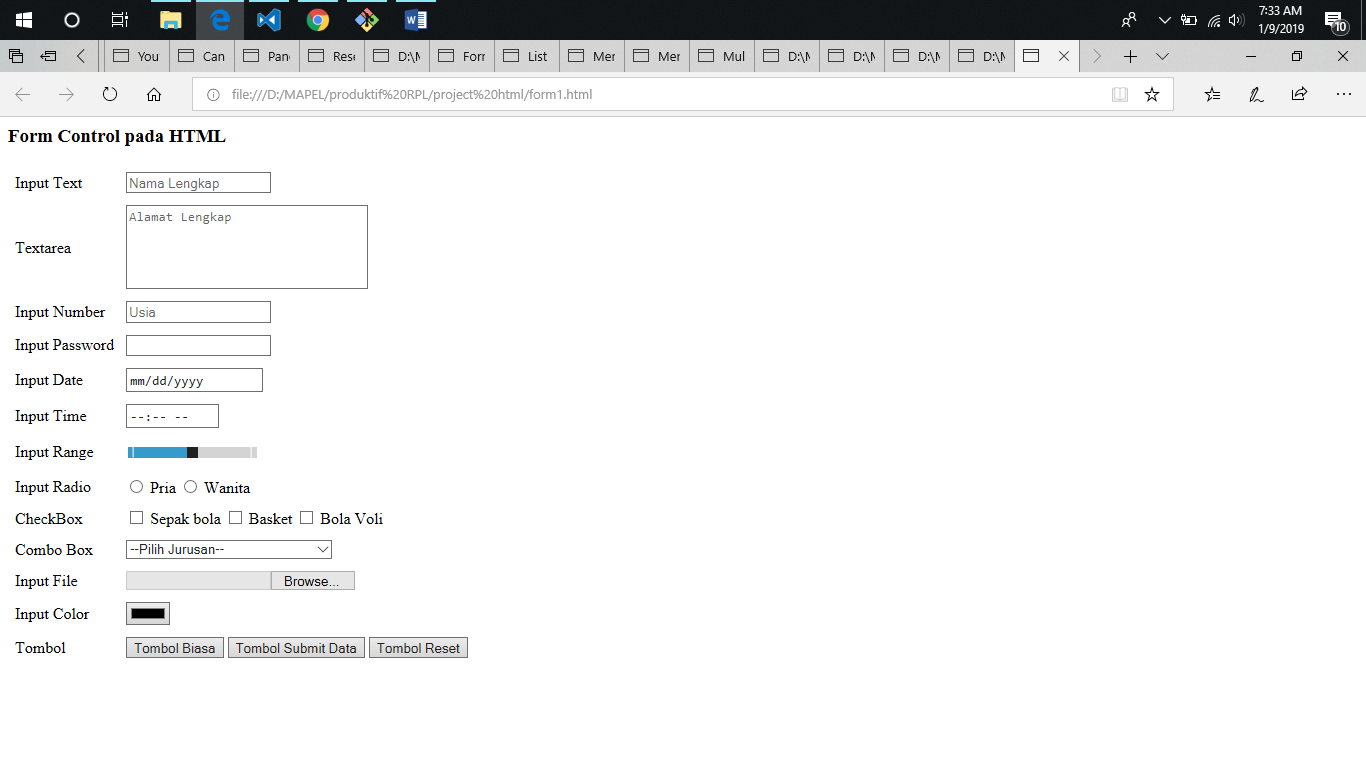 7:33 AM
1/9/2019
10
You Can Pan Rese D:\M Forr List Mer Mer Mul D:\M D:\M D:\M D:\M
file:///D:/MAPEL/produktif%20RPL/project%20html/form1.html
Form Control pada HTML
Input Text Nama Lengkap
Alamat Lengkap
Textarea
Input Number Usia
Input Password
Input Date mm/dd/yyyy
Input Time --:-- --
Input Range
Input Radio Pria Wanita
CheckBox Sepak bola Basket Bola Voli
Combo Box --Pilih Jurusan--
Input File Browse...
Input Color
Tombol Tombol Biasa Tombol Submit Data Tombol Reset